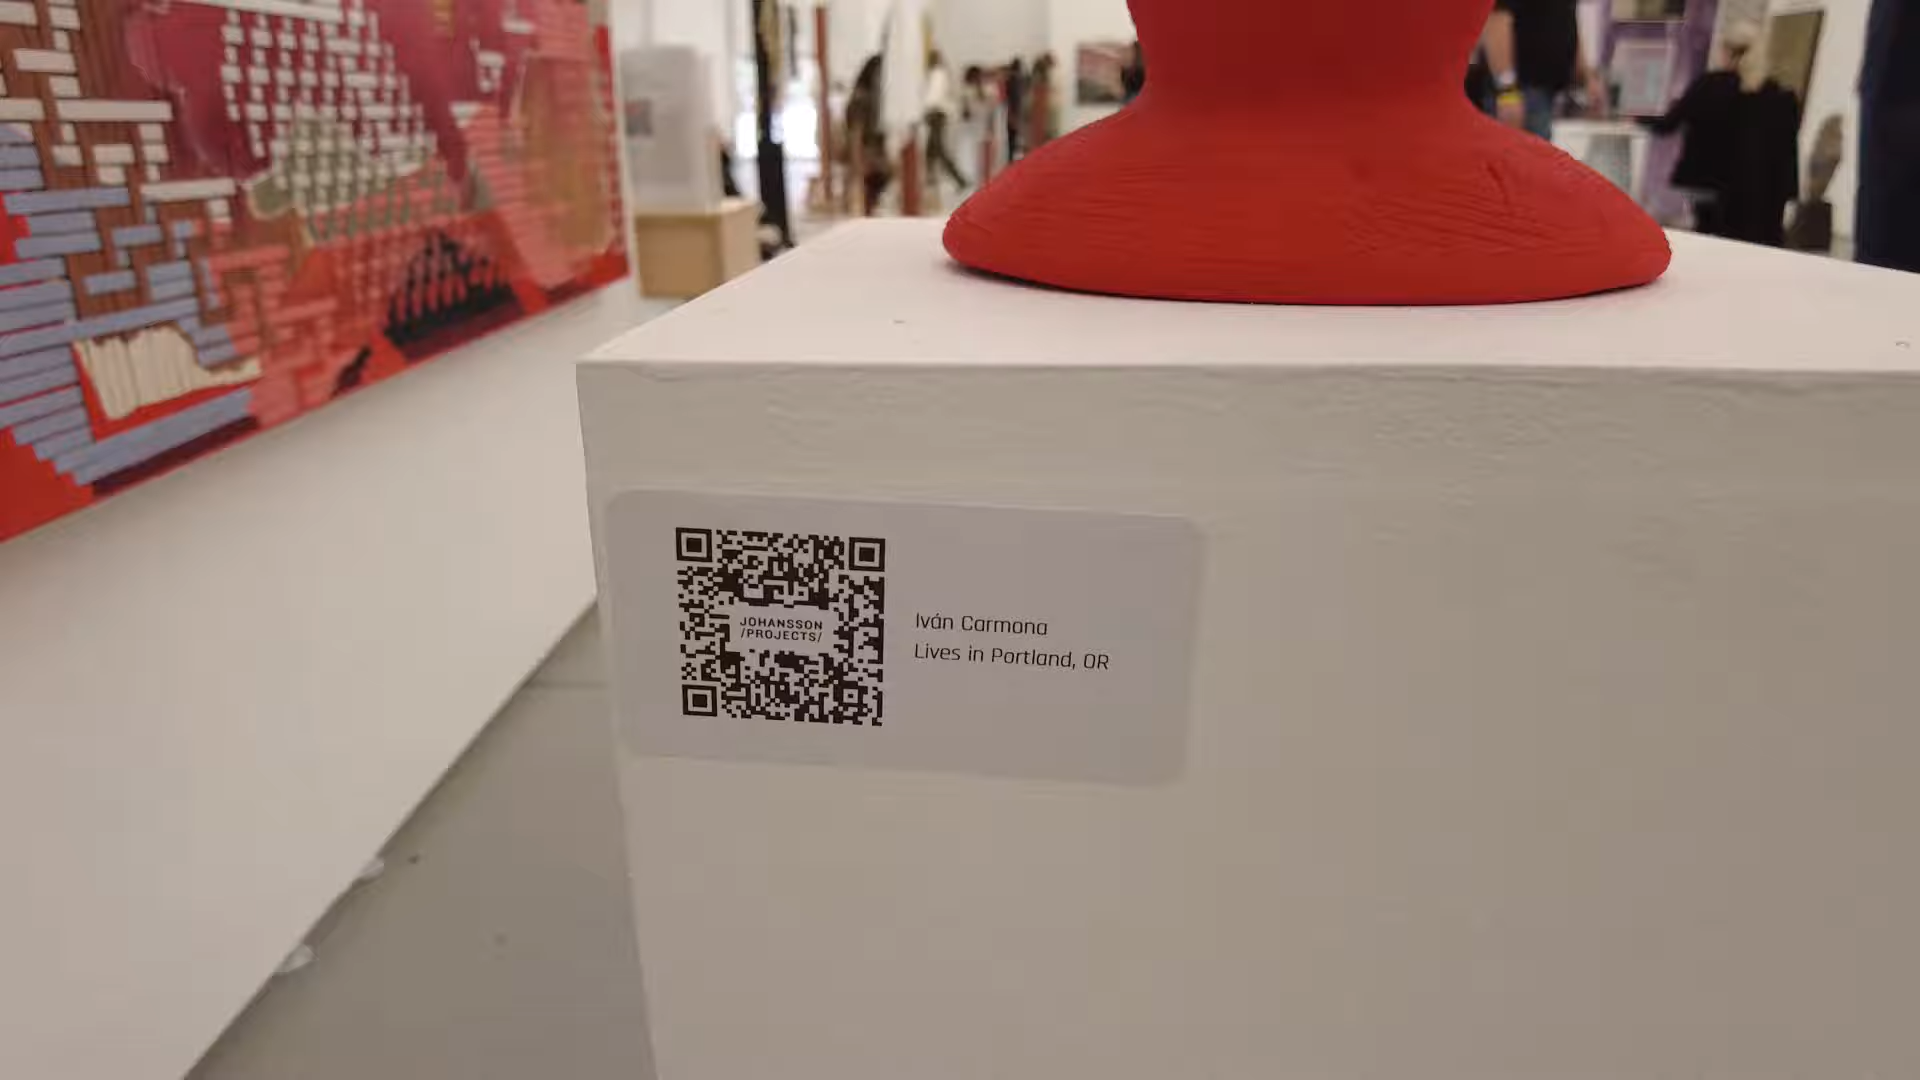 JOHANSSON
/PROJECTS/
Iván Carmona
Lives in Portland, OR